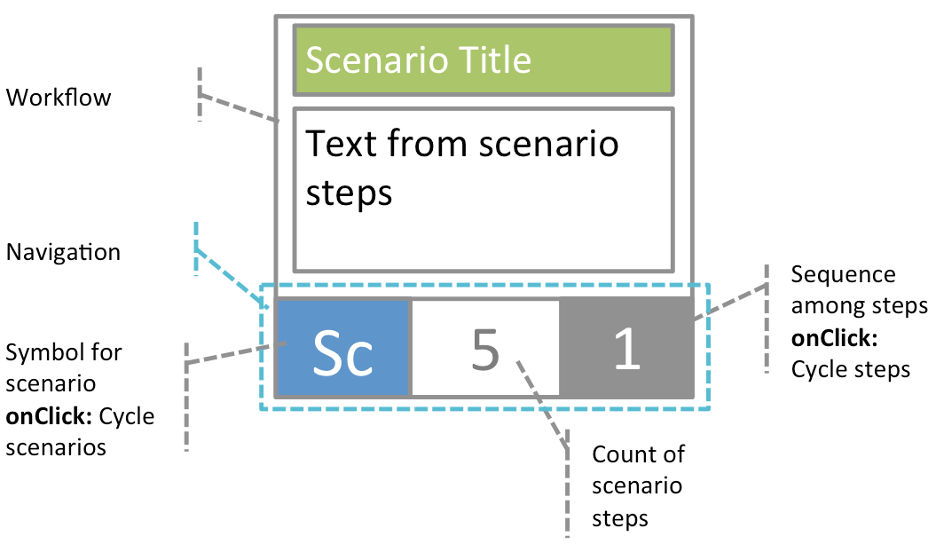 Scenario Title
Workflow
Text from scenario
steps
Navigation
Sc
5
1
Sequence
among steps
onClick:
Cycle steps
Symbol for
scenario
onClick: Cycle
scenarios
Count of
scenario
steps